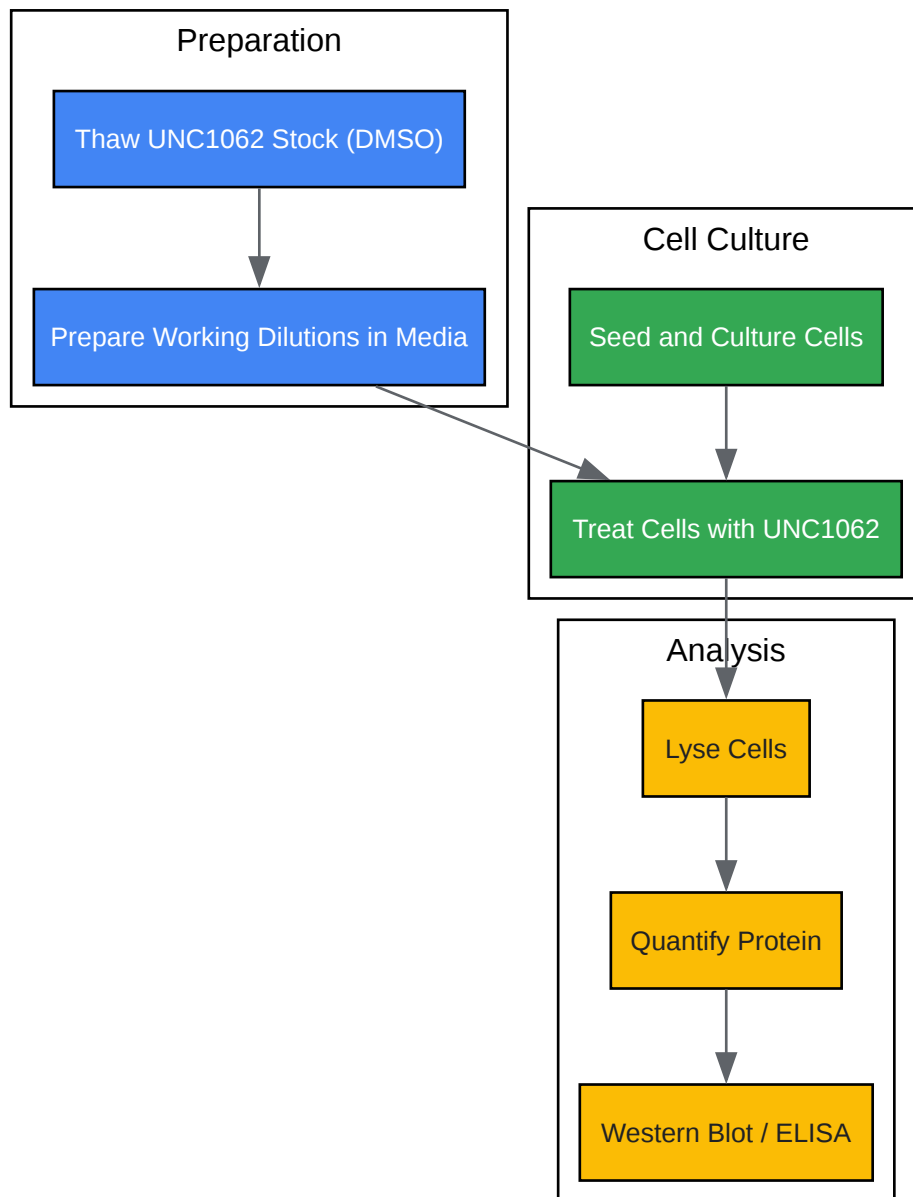 Preparation
Thaw UNC1062 Stock (DMSO)
Prepare Working Dilutions in Media
Cell Culture
Seed and Culture Cells
Treat Cells with UNC1062
Analysis
Lyse Cells
Quantify Protein
Western Blot / ELISA